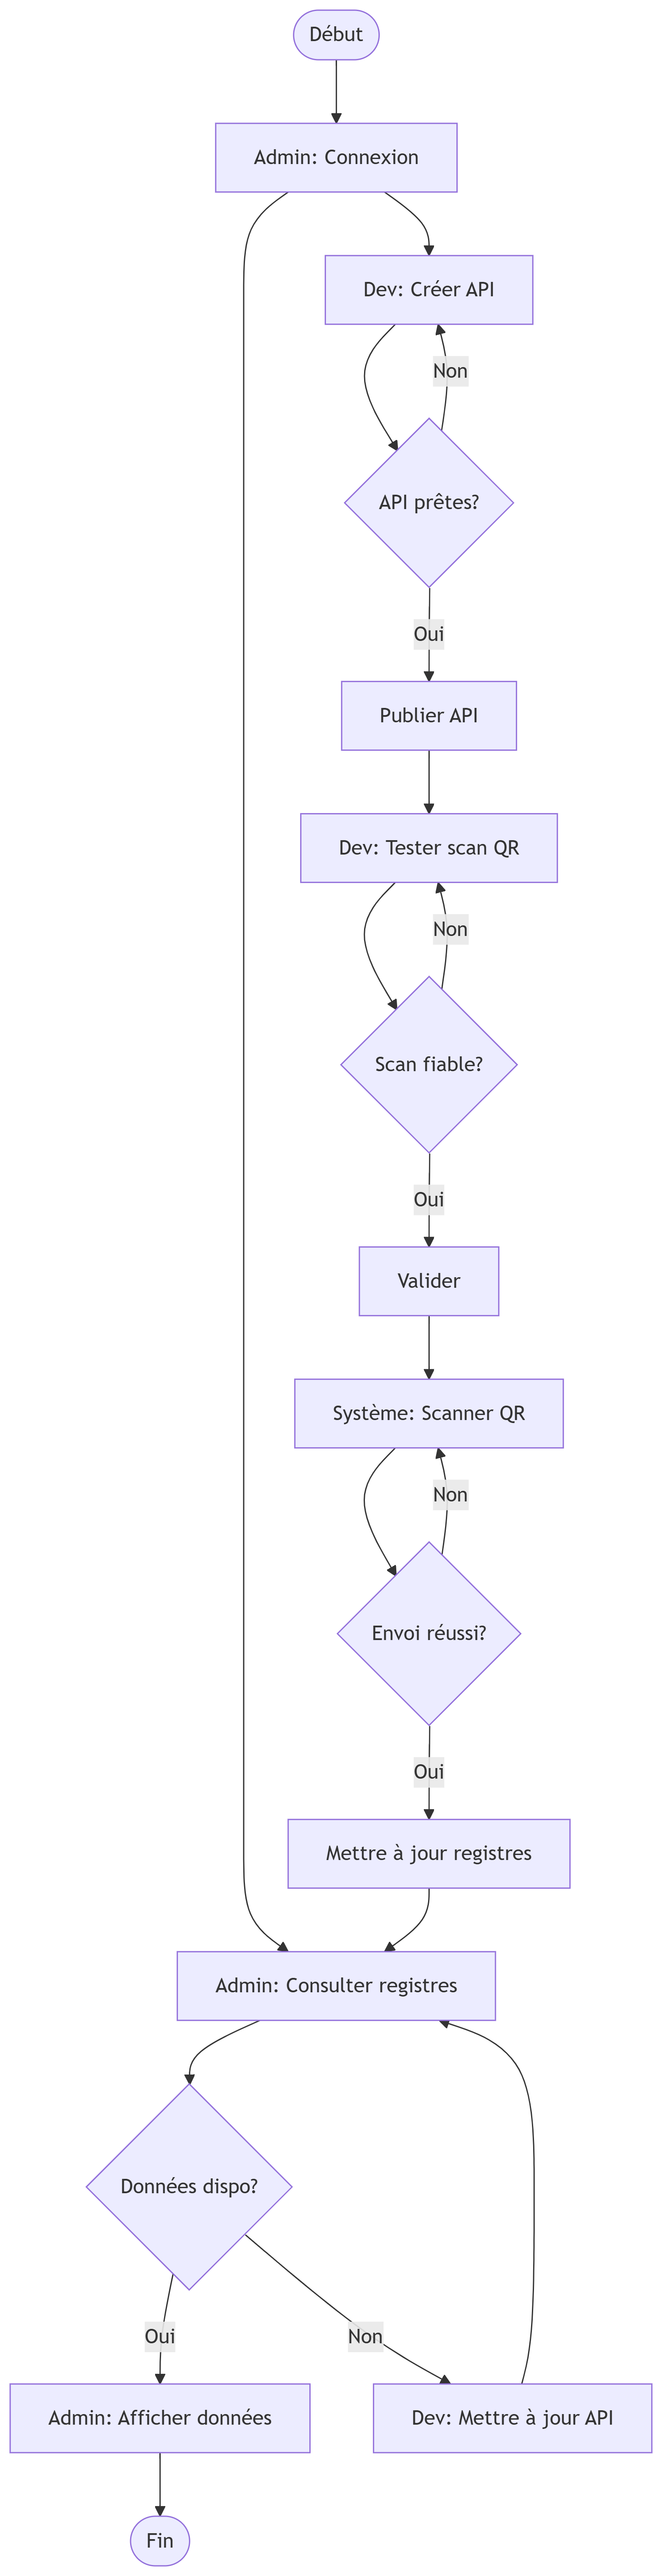 Début
Admin: Connexion
Dev: Créer API
Non
API prêtes?
Oui
Publier API
Dev: Tester scan QR
Non
Scan fiable?
Oui
Valider
Système: Scanner QR
Non
Envoi réussi?
Oui
Mettre à jour registres
Admin: Consulter registres
Données dispo?
Oui
Non
Admin: Afficher données
Dev: Mettre à jour API
Fin